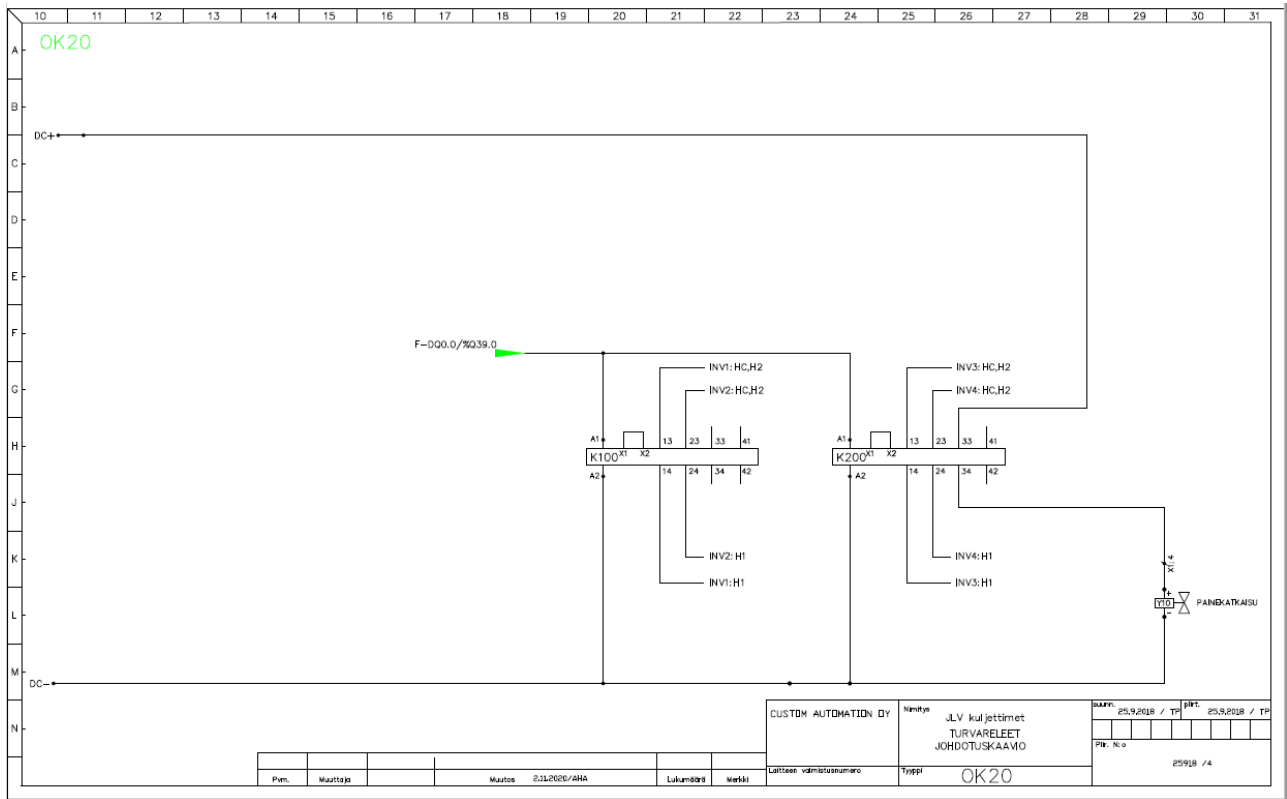 10 11 12 13 14 15 16 17 18 19 20 21 22 23 24 25 26 27 28 29 30 31
OK20
A
B
DC+
C
D
E
F
F-DQ0.0/%Q39.0
INV1: HC,H2
INV3: HC,H2
G
INV2: HC,H2
INV4: HC,H2
H
A1 13 23 33 41
A1 13 23 33 41
K100 X1 X2
K200 X1 X2
A2 14 24 34 42
A2 14 24 34 42
J
K
INV2: H1
INV4: H1
X1:4
INV1: H1
INV3: H1
L
+
Y10
PAINEKATKAISU
-
M
DC-
N
CUSTOM AUTOMATION OY
Nimitys
JLV kuljettimet
TURVARELEET
JOHDOTUSKAAVIO
suunn.
25.9.2018 / TP
piirt.
25.9.2018 / TP
Piir. N:o
25918 /4
Laitteen valmistusnumero
Tyyppi
OK20
Pvm.
Muuttaja
Muutos
2.11.2020/AHA
Lukumäärä
Merkki